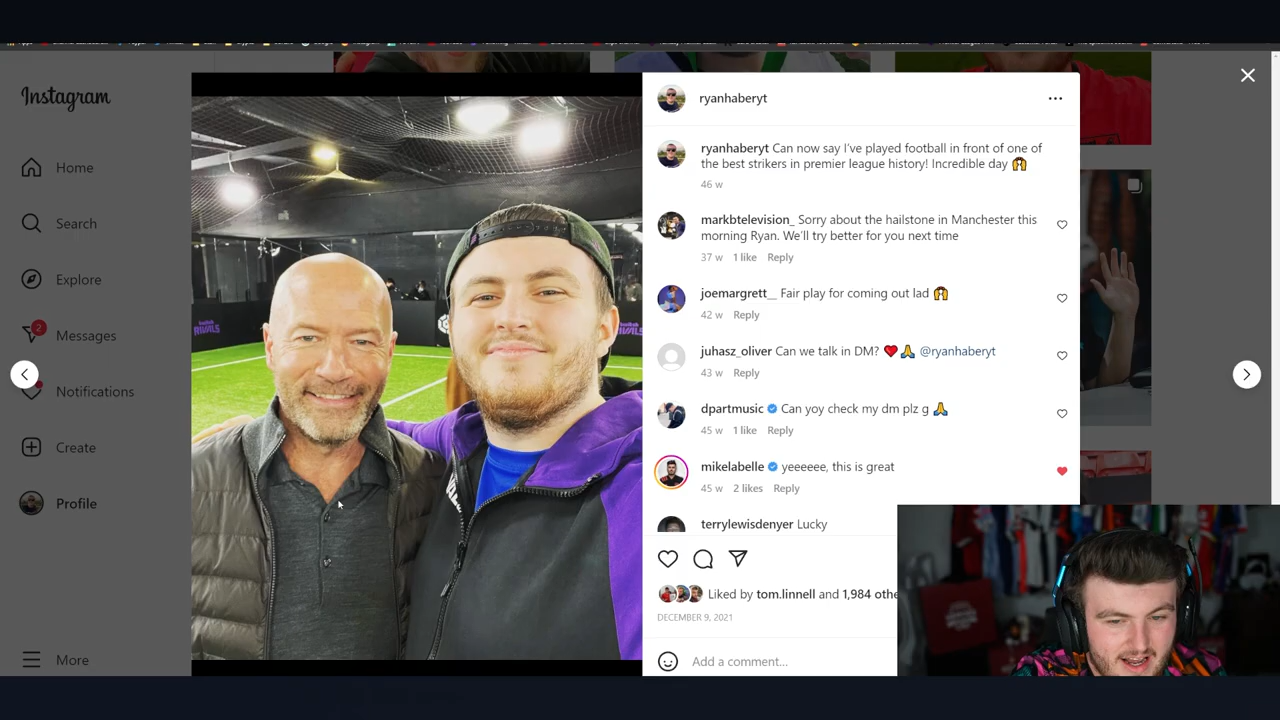 Instagram
Home
Search
Explore
2
Messages
Notifications
Create
Profile
More
TWITCH
RIVALS
ryanhaberyt
ryanhaberyt Can now say I've played football in front of one of
the best strikers in premier league history! Incredible day 🙌
46 w
markbtelevision_ Sorry about the hailstone in Manchester this
morning Ryan. We'll try better for you next time
37 w 1 like Reply
joemargrett__ Fair play for coming out lad 🙌
42 w Reply
juhasz_oliver Can we talk in DM? ❤️🙏 @ryanhaberyt
43 w Reply
dpartmusic Can yoy check my dm plz g 🙏
45 w 1 like Reply
mikelabelle yeeeeee, this is great
45 w 2 likes Reply
terrylewisdenyer Lucky
Liked by tom.linnell and 1,984 othe
DECEMBER 9, 2021
Add a comment...